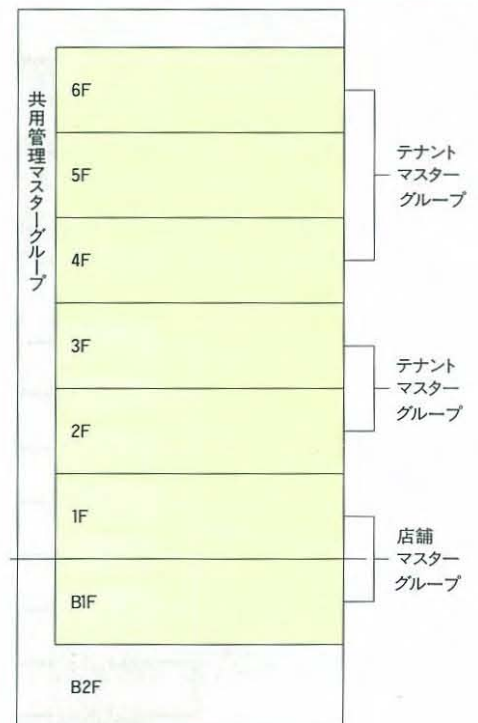 共用管理マスターグループ
6F
5F
4F
テナント
マスター
グループ
3F
2F
テナント
マスター
グループ
1F
B1F
店舗
マスター
グループ
B2F